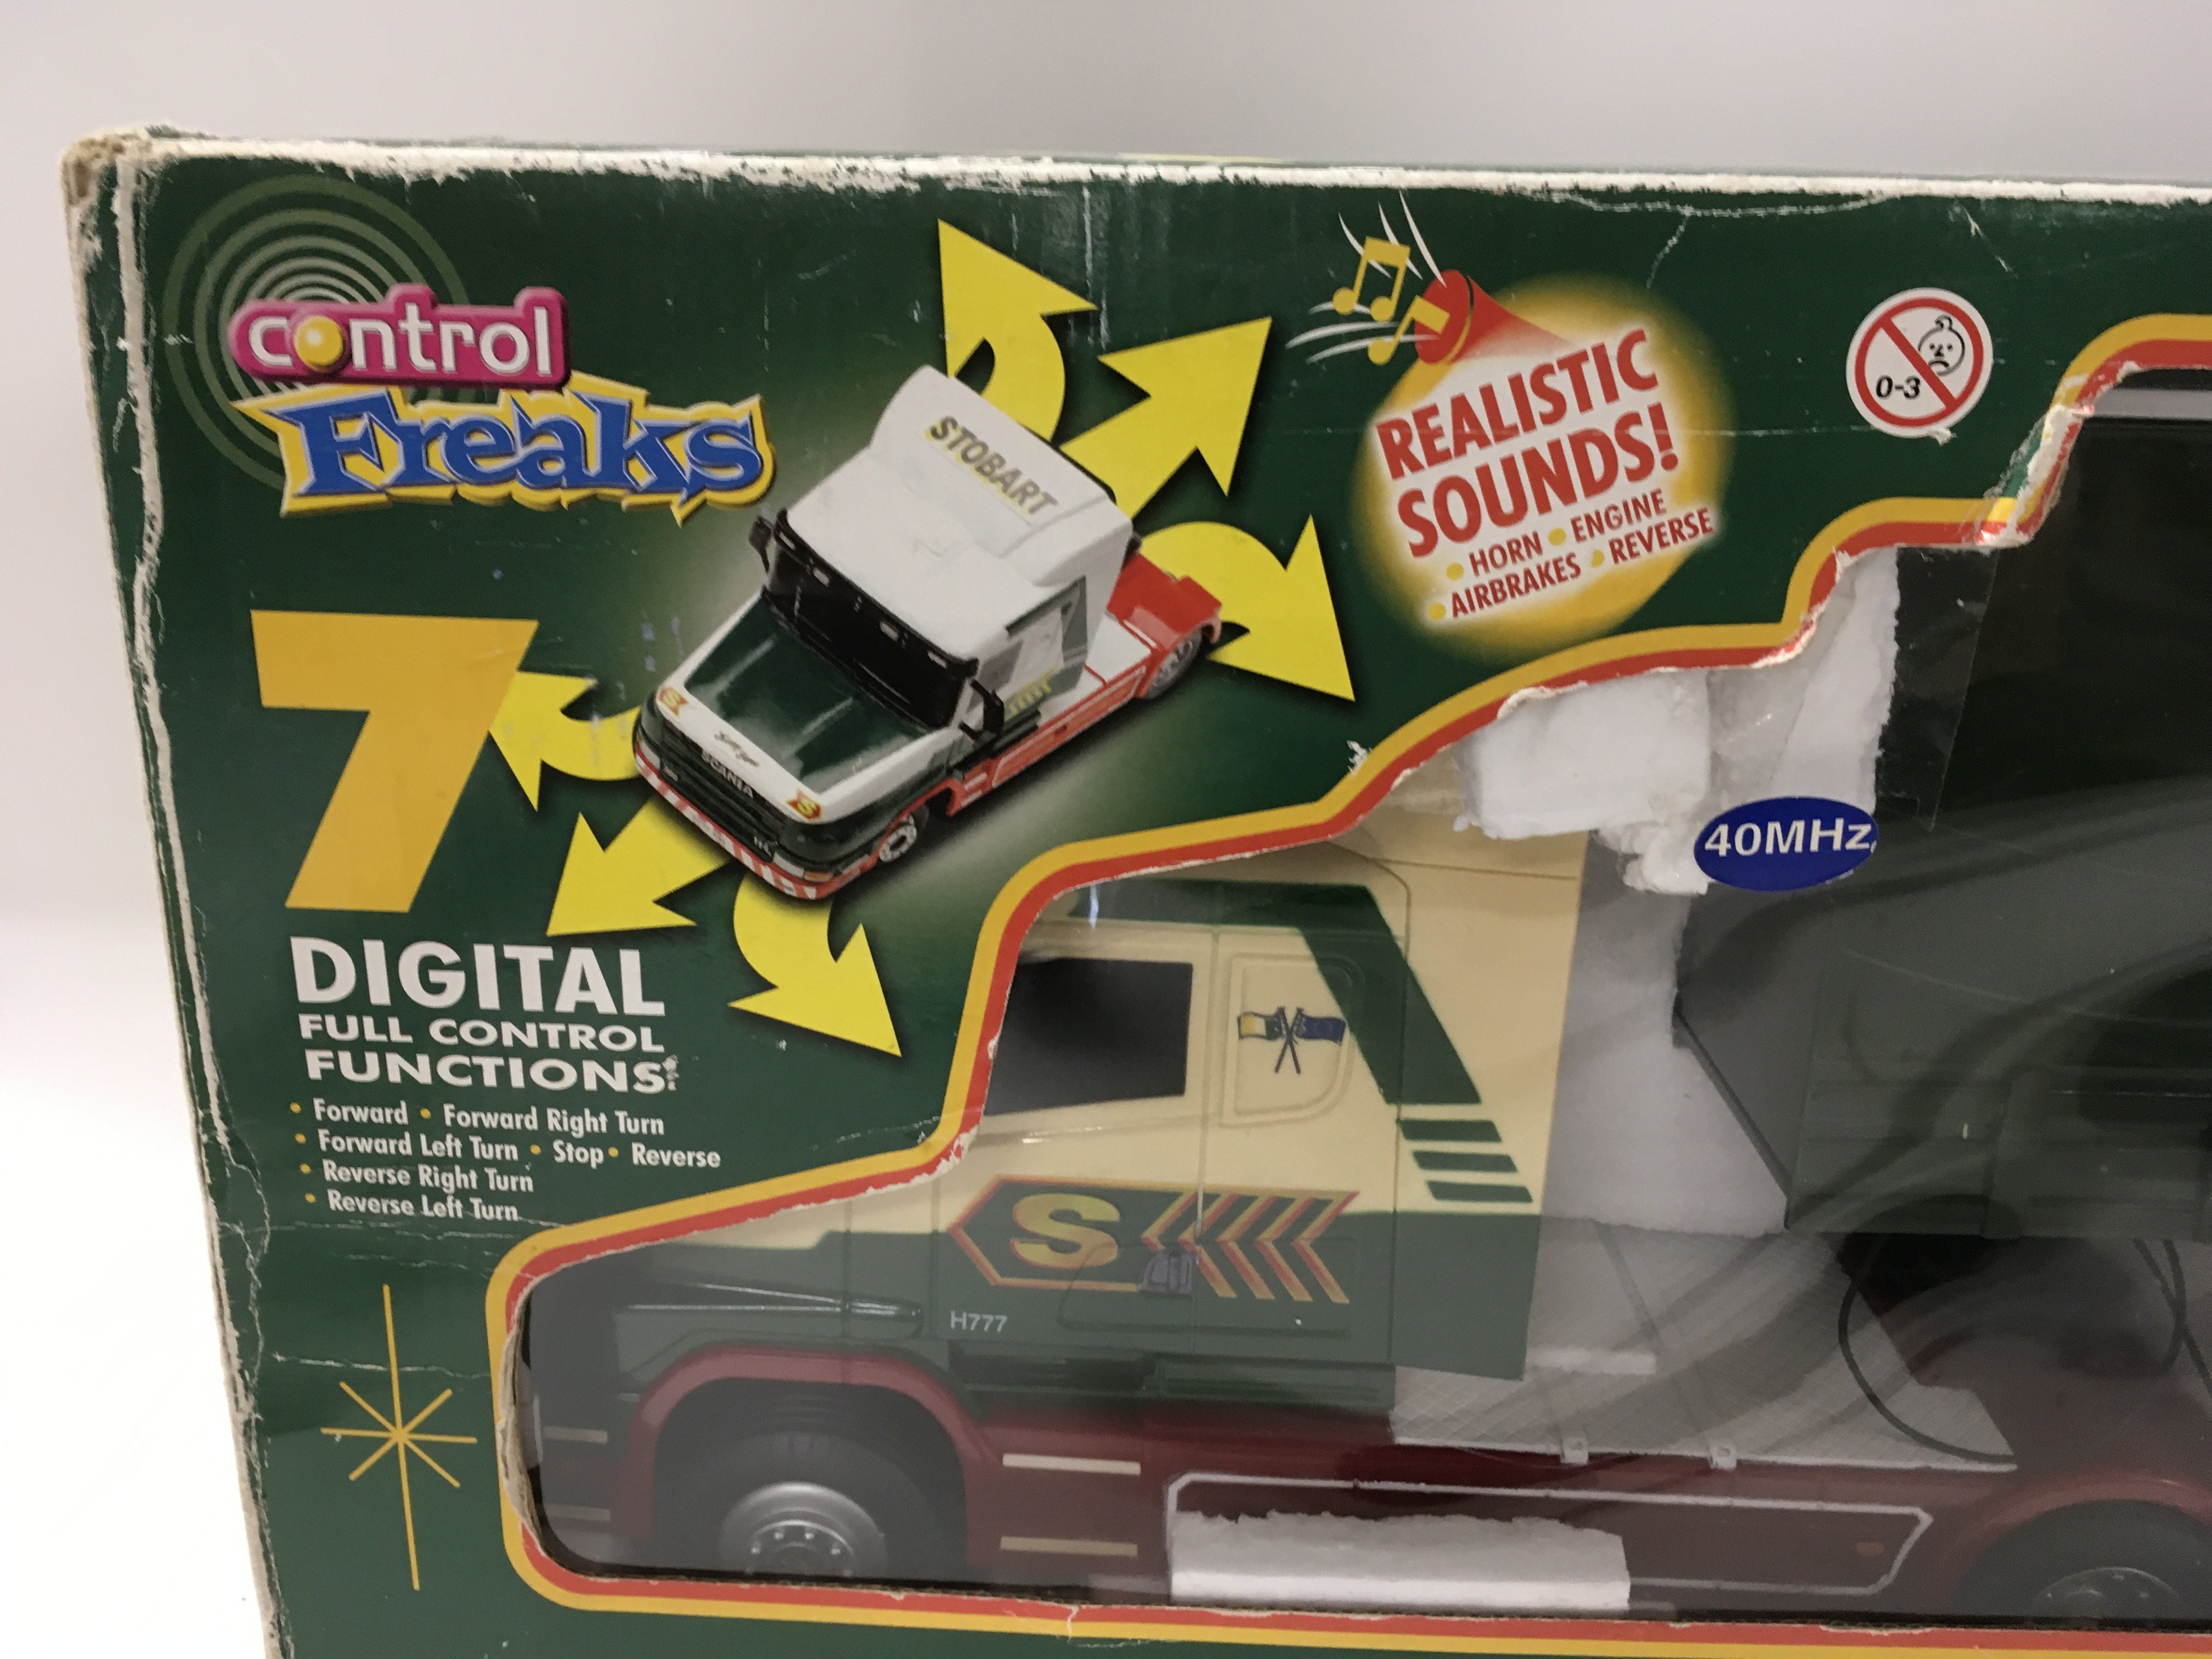 control
Freaks
STOBART
SCANIA
REALISTIC
SOUNDS!
• HORN • ENGINE
• AIRBRAKES • REVERSE
0-3
7
DIGITAL
FULL CONTROL
FUNCTIONS
• Forward • Forward Right Turn
• Forward Left Turn • Stop • Reverse
• Reverse Right Turn
• Reverse Left Turn
40MHz
S
H777
S
S